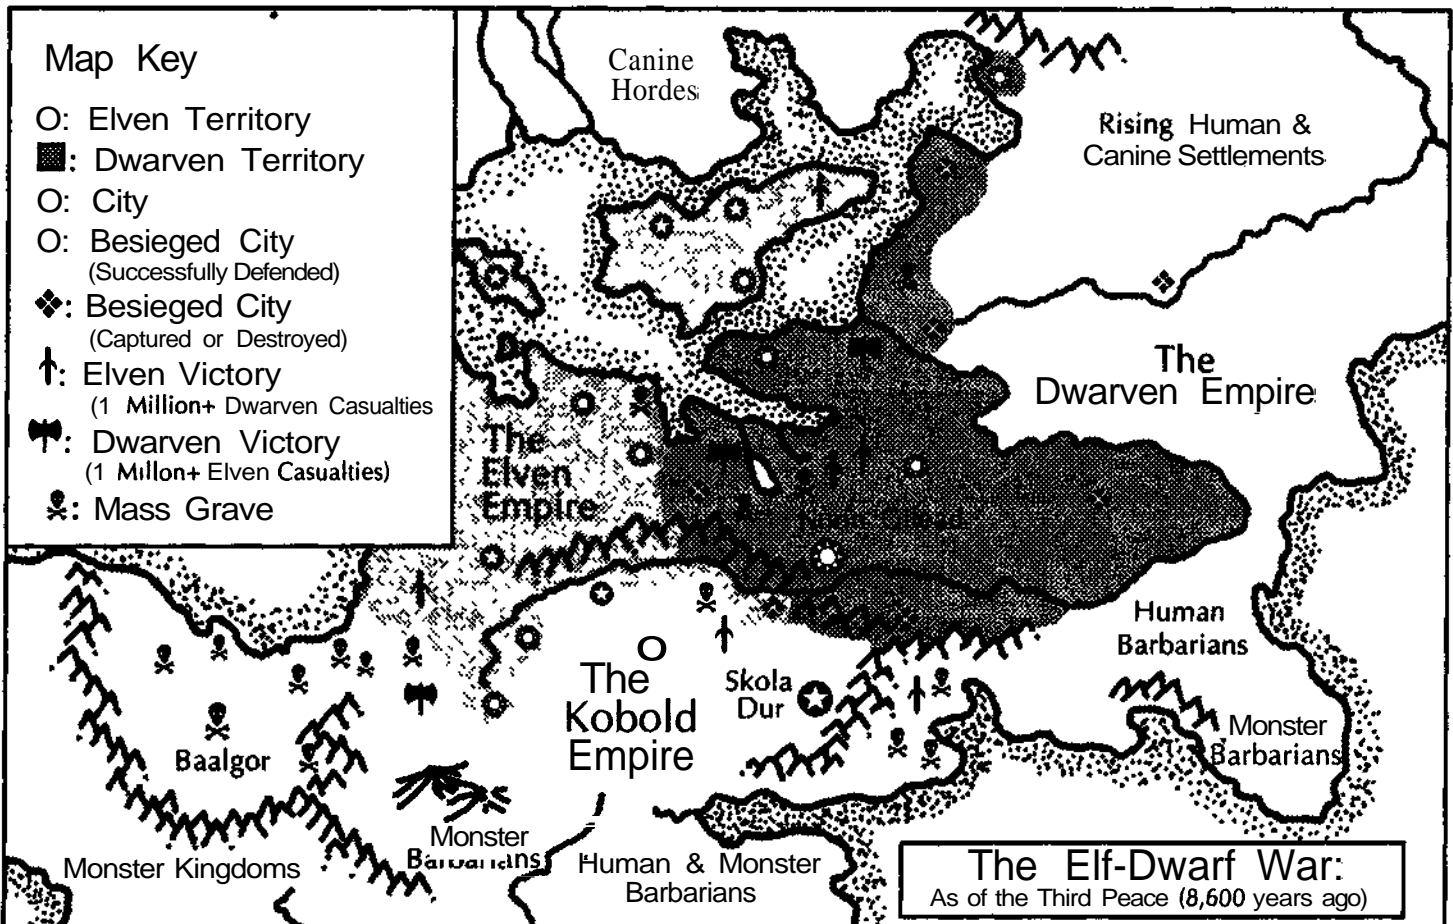 Map Key
O: Elven Territory
: Dwarven Territory
O: City
O: Besieged City
(Successfully Defended)
: Besieged City
(Captured or Destroyed)
: Elven Victory
(1 Million+ Dwarven Casualties
: Dwarven Victory
(1 Millon+ Elven Casualties)
: Mass Grave
Canine
Hordes
Rising Human &
Canine Settlements
The
Dwarven Empire
The
Elven
Empire
Human
Barbarians
Monster
Barbarians
Skola
Dur
The
Kobold
Empire
Baalgor
Monster Kingdoms
Monster
Barbarians
Human & Monster
Barbarians
The Elf-Dwarf War:
As of the Third Peace (8,600 years ago)